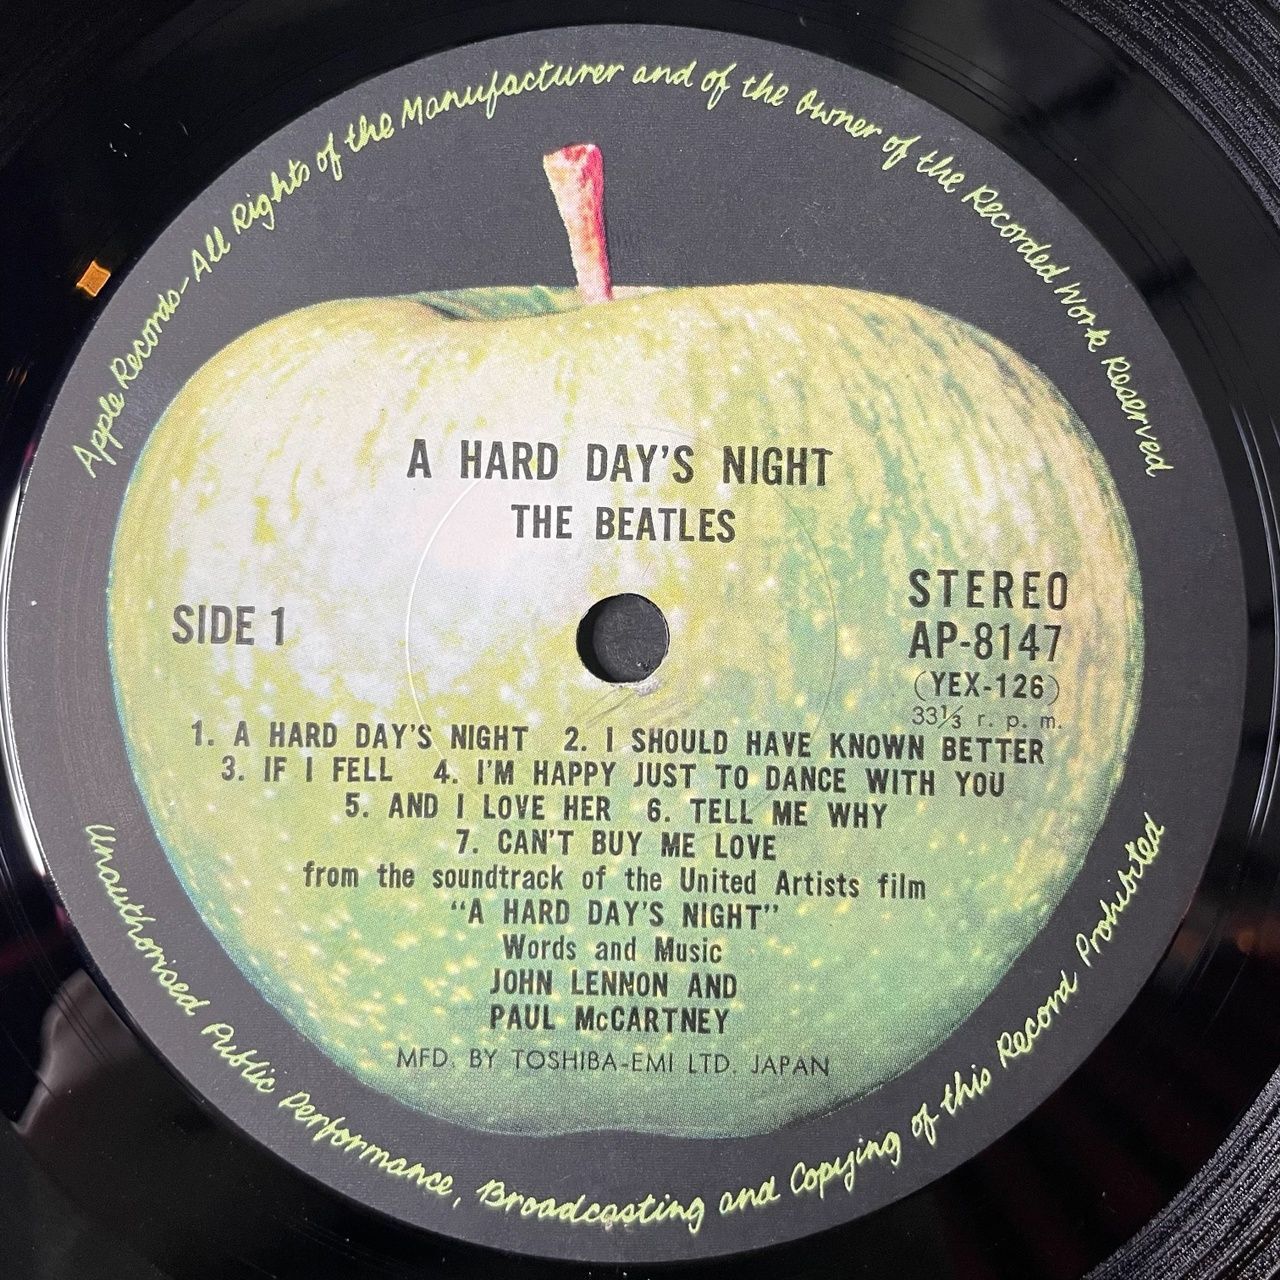 Apple Records-All Rights of the Manufacturer and of the Owner of the Recorded Work Reserved
A HARD DAY'S NIGHT
THE BEATLES
SIDE 1
STEREO
AP-8147
(YEX-126)
33⅓ r. p. m.
1. A HARD DAY'S NIGHT 2. I SHOULD HAVE KNOWN BETTER
3. IF I FELL 4. I'M HAPPY JUST TO DANCE WITH YOU
5. AND I LOVE HER 6. TELL ME WHY
7. CAN'T BUY ME LOVE
from the soundtrack of the United Artists film
"A HARD DAY'S NIGHT"
Words and Music
JOHN LENNON AND
PAUL McCARTNEY
MFD. BY TOSHIBA-EMI LTD. JAPAN
Unauthorised Public Performance, Broadcasting and Copying of this Record Prohibited